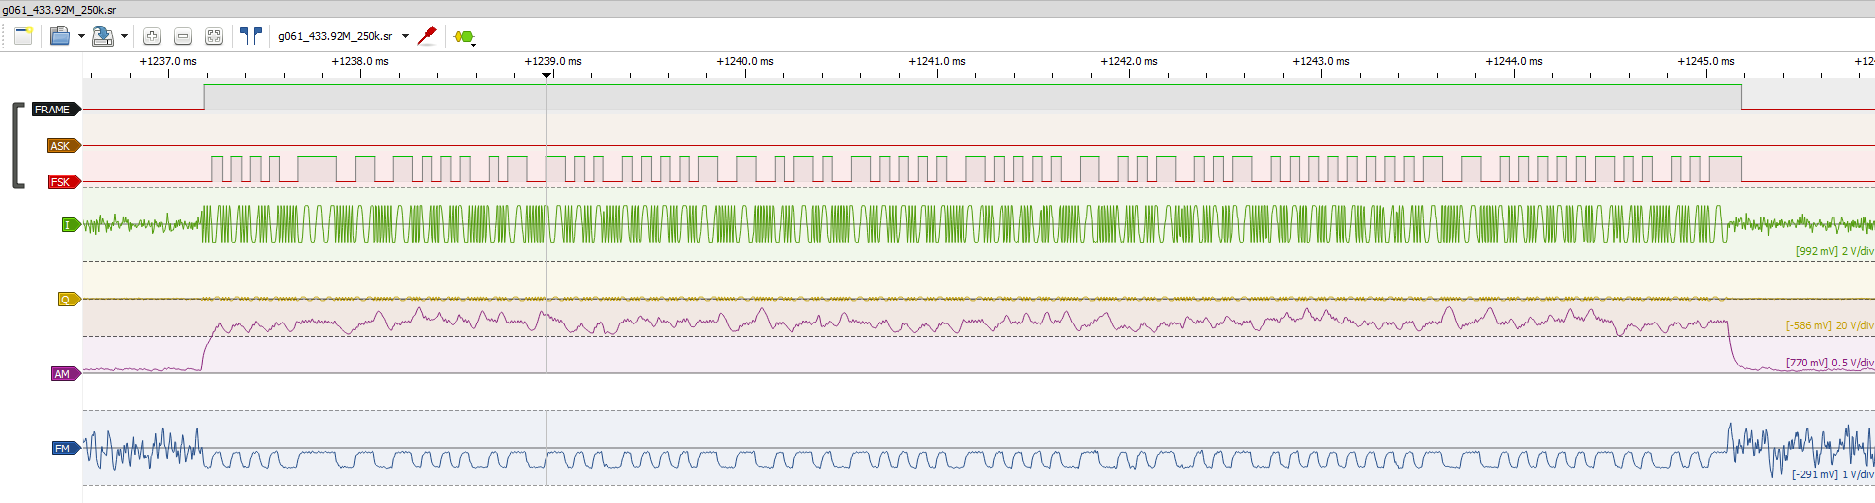 g061_433.92M_250k.sr
g061_433.92M_250k.sr
+1237.0 ms +1238.0 ms +1239.0 ms +1240.0 ms +1241.0 ms +1242.0 ms +1243.0 ms +1244.0 ms +1245.0 ms +12
FRAME
ASK
FSK
I
[992 mV] 2 V/div
Q
[-586 mV] 20 V/div
[770 mV] 0.5 V/div
AM
FM
[-291 mV] 1 V/div